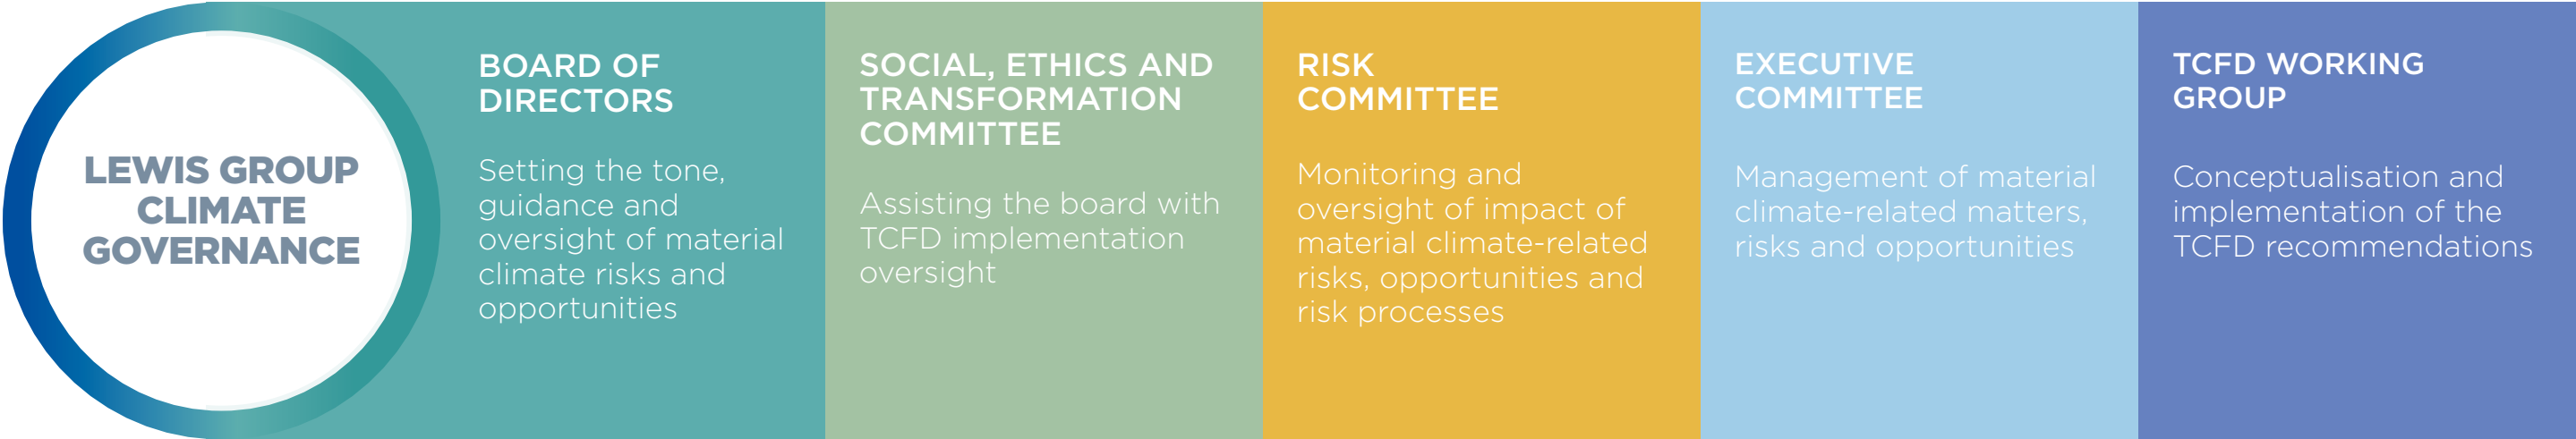 LEWIS GROUP
CLIMATE
GOVERNANCE
BOARD OF
DIRECTORS
Setting the tone,
guidance and
oversight of material
climate risks and
opportunities
SOCIAL, ETHICS AND
TRANSFORMATION
COMMITTEE
Assisting the board with
TCFD implementation
oversight
RISK
COMMITTEE
Monitoring and
oversight of impact of
material climate-related
risks, opportunities and
risk processes
EXECUTIVE
COMMITTEE
Management of material
climate-related matters,
risks and opportunities
TCFD WORKING
GROUP
Conceptualisation and
implementation of the
TCFD recommendations